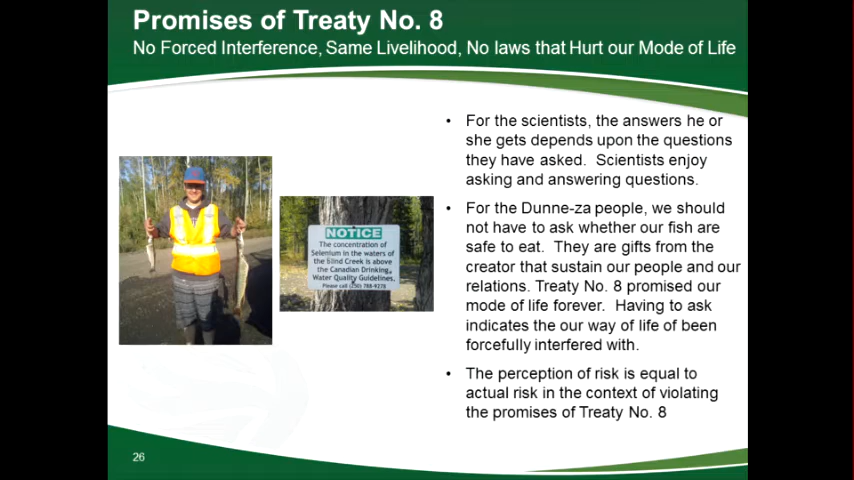 Promises of Treaty No. 8
No Forced Interference, Same Livelihood, No laws that Hurt our Mode of Life
• For the scientists, the answers he or
she gets depends upon the questions
they have asked. Scientists enjoy
asking and answering questions.
• For the Dunne-za people, we should
not have to ask whether our fish are
safe to eat. They are gifts from the
creator that sustain our people and our
relations. Treaty No. 8 promised our
mode of life forever. Having to ask
indicates the our way of life of been
forcefully interfered with.
• The perception of risk is equal to
actual risk in the context of violating
the promises of Treaty No. 8
NOTICE
The concentration of
Selenium in the waters of
the Blind Creek is above
the Canadian Drinking
Water Quality Guidelines.
Please call (250) 788-9278
26